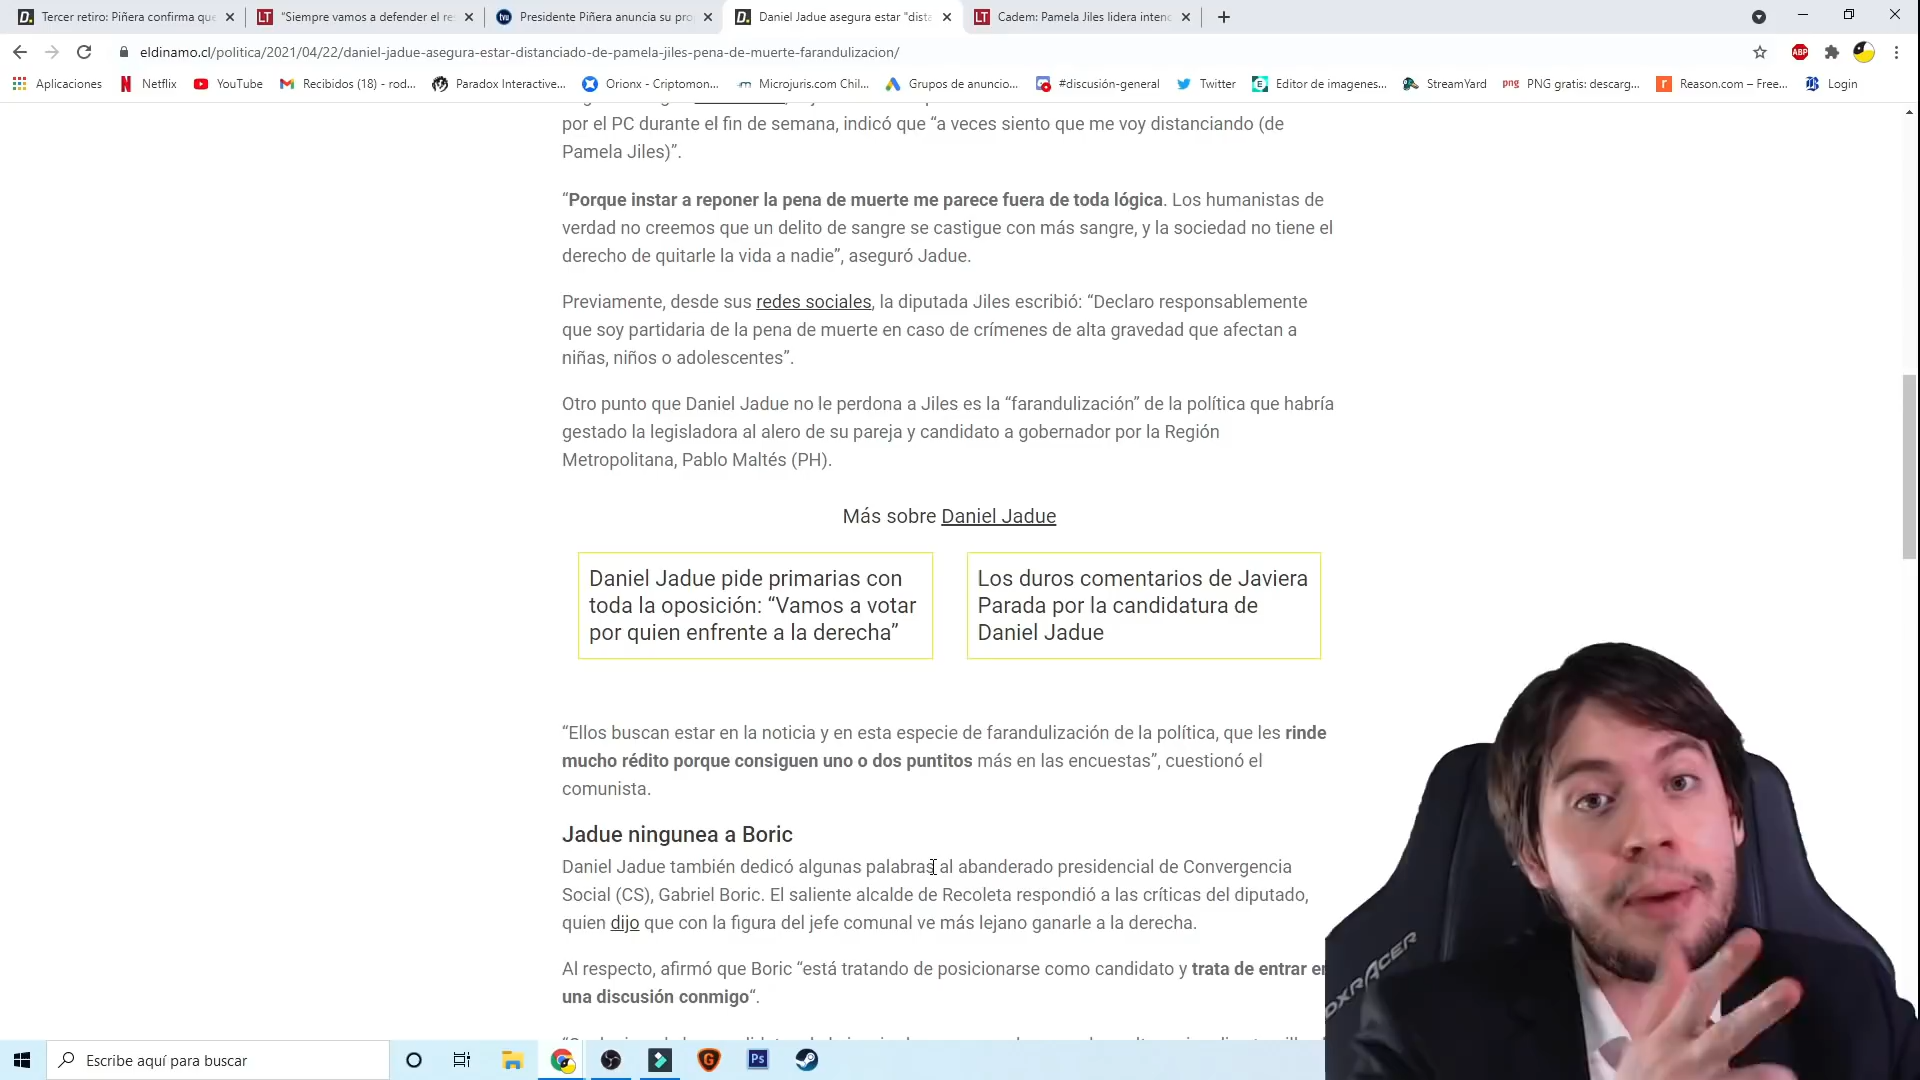 Tercer retiro: Piñera confirma que
"Siempre vamos a defender el re
Presidente Piñera anuncia su pro
Daniel Jadue asegura estar "dista
Cadem: Pamela Jiles lidera intenc
eldinamo.cl/politica/2021/04/22/daniel-jadue-asegura-estar-distanciado-de-pamela-jiles-pena-de-muerte-farandulizacion/
ABP
Aplicaciones
Netflix
YouTube
Recibidos (18) - rod...
Paradox Interactive...
Orionx - Criptomon...
Microjuris.com Chil...
Grupos de anuncio...
#discusión-general
Twitter
Editor de imagenes...
StreamYard
PNG gratis: descarg...
Reason.com – Free...
Login
por el PC durante el fin de semana, indicó que “a veces siento que me voy distanciando (de
Pamela Jiles)”.
“Porque instar a reponer la pena de muerte me parece fuera de toda lógica. Los humanistas de
verdad no creemos que un delito de sangre se castigue con más sangre, y la sociedad no tiene el
derecho de quitarle la vida a nadie”, aseguró Jadue.
Previamente, desde sus redes sociales, la diputada Jiles escribió: “Declaro responsablemente
que soy partidaria de la pena de muerte en caso de crímenes de alta gravedad que afectan a
niñas, niños o adolescentes”.
Otro punto que Daniel Jadue no le perdona a Jiles es la “farandulización” de la política que habría
gestado la legisladora al alero de su pareja y candidato a gobernador por la Región
Metropolitana, Pablo Maltés (PH).
Más sobre Daniel Jadue
Daniel Jadue pide primarias con
toda la oposición: “Vamos a votar
por quien enfrente a la derecha”
Los duros comentarios de Javiera
Parada por la candidatura de
Daniel Jadue
“Ellos buscan estar en la noticia y en esta especie de farandulización de la política, que les rinde
mucho rédito porque consiguen uno o dos puntitos más en las encuestas”, cuestionó el
comunista.
Jadue ningunea a Boric
Daniel Jadue también dedicó algunas palabras al abanderado presidencial de Convergencia
Social (CS), Gabriel Boric. El saliente alcalde de Recoleta respondió a las críticas del diputado,
quien dijo que con la figura del jefe comunal ve más lejano ganarle a la derecha.
Al respecto, afirmó que Boric “está tratando de posicionarse como candidato y trata de entrar en
una discusión conmigo“.
DXRACER
Escribe aquí para buscar
Ps